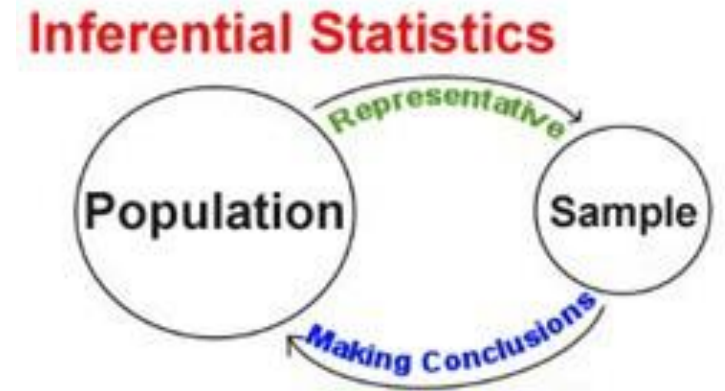 Inferential Statistics
Representative
Population
Sample
Making Conclusions